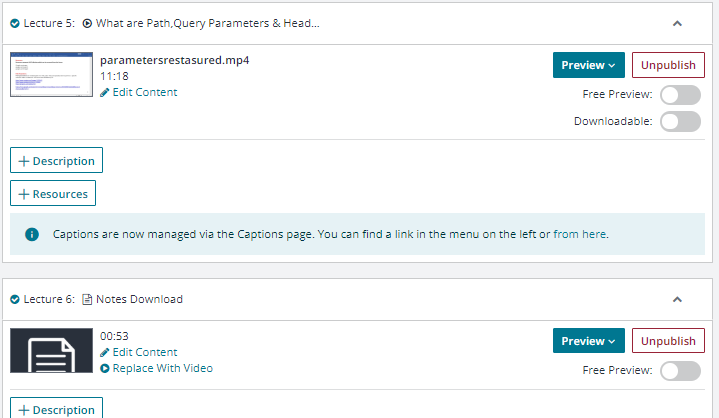 Lecture 5: What are Path,Query Parameters & Head...
parametersrestasured.mp4
11:18
Edit Content
Preview
Unpublish
Free Preview:
Downloadable:
+ Description
+ Resources
Captions are now managed via the Captions page. You can find a link in the menu on the left or from here.
Lecture 6: Notes Download
00:53
Edit Content
Replace With Video
Preview
Unpublish
Free Preview:
+ Description